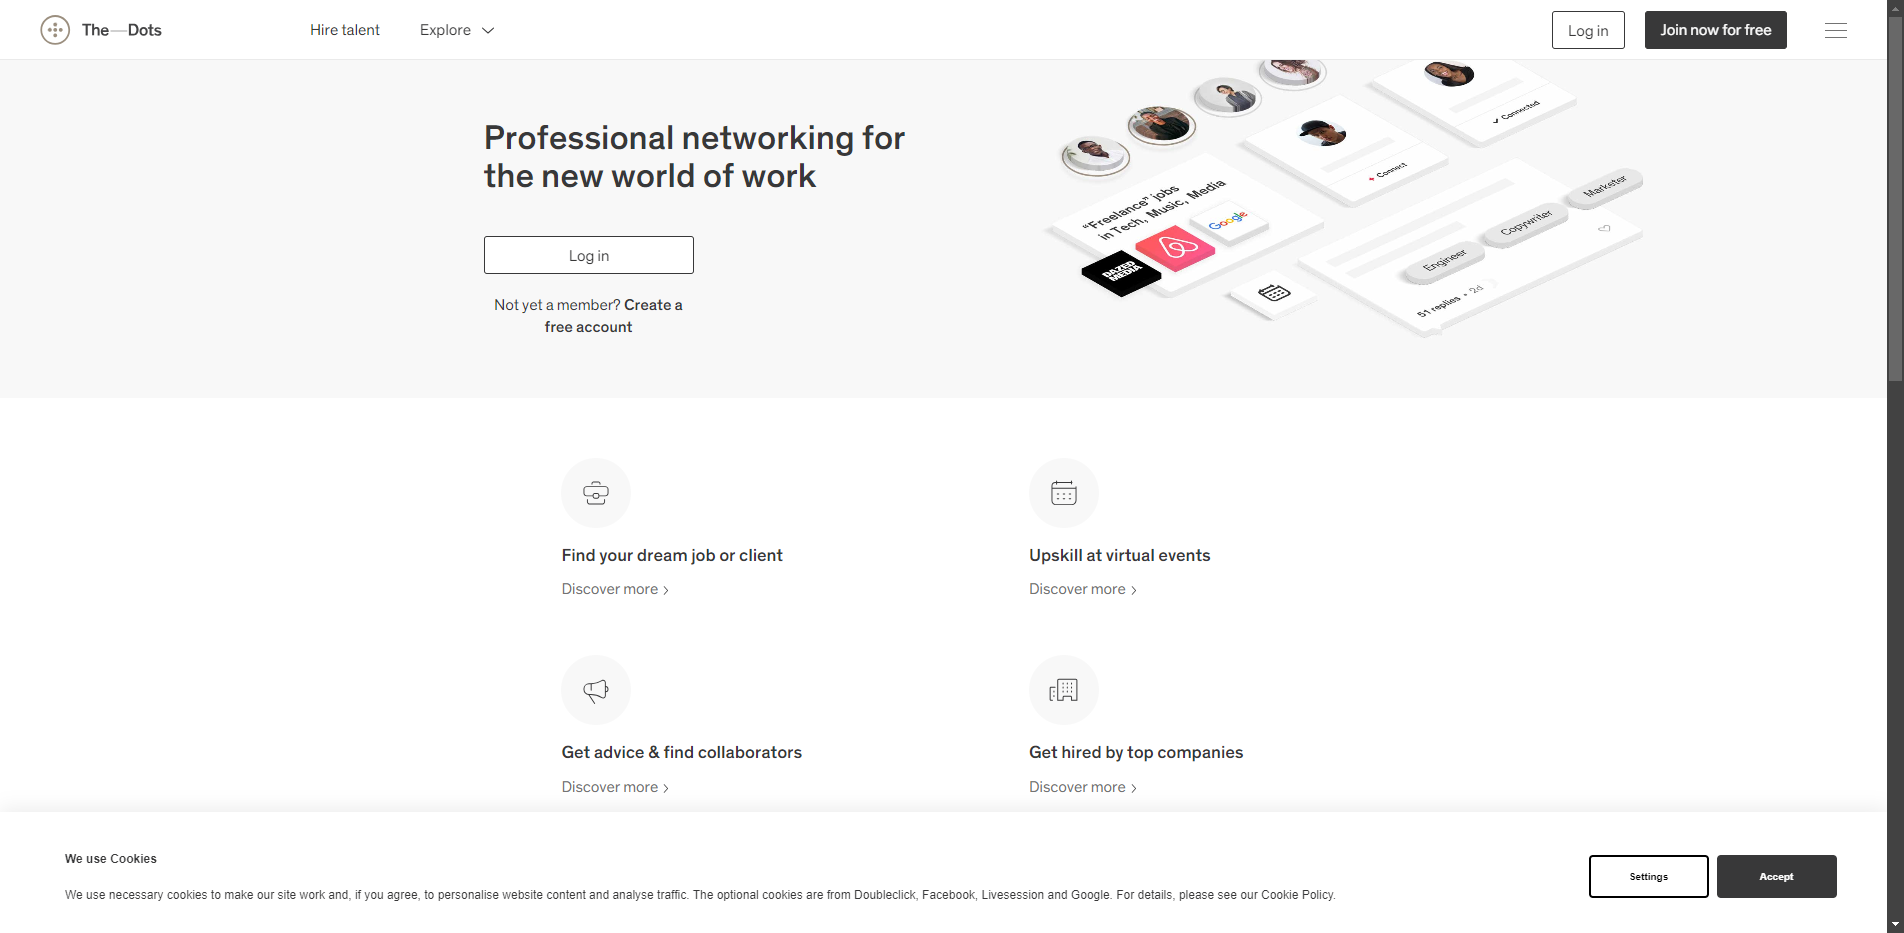 The—Dots
Hire talent
Explore
Log in
Join now for free
Professional networking for
the new world of work
Log in
Not yet a member? Create a
free account
"Freelance" jobs
in Tech, Music, Media
DAZED
MEDIA
Google
Connect
Connected
Engineer
Copywriter
Marketer
51 replies • 2d
Find your dream job or client
Discover more
Upskill at virtual events
Discover more
Get advice & find collaborators
Discover more
Get hired by top companies
Discover more
We use Cookies
We use necessary cookies to make our site work and, if you agree, to personalise website content and analyse traffic. The optional cookies are from Doubleclick, Facebook, Livesession and Google. For details, please see our Cookie Policy.
Settings
Accept